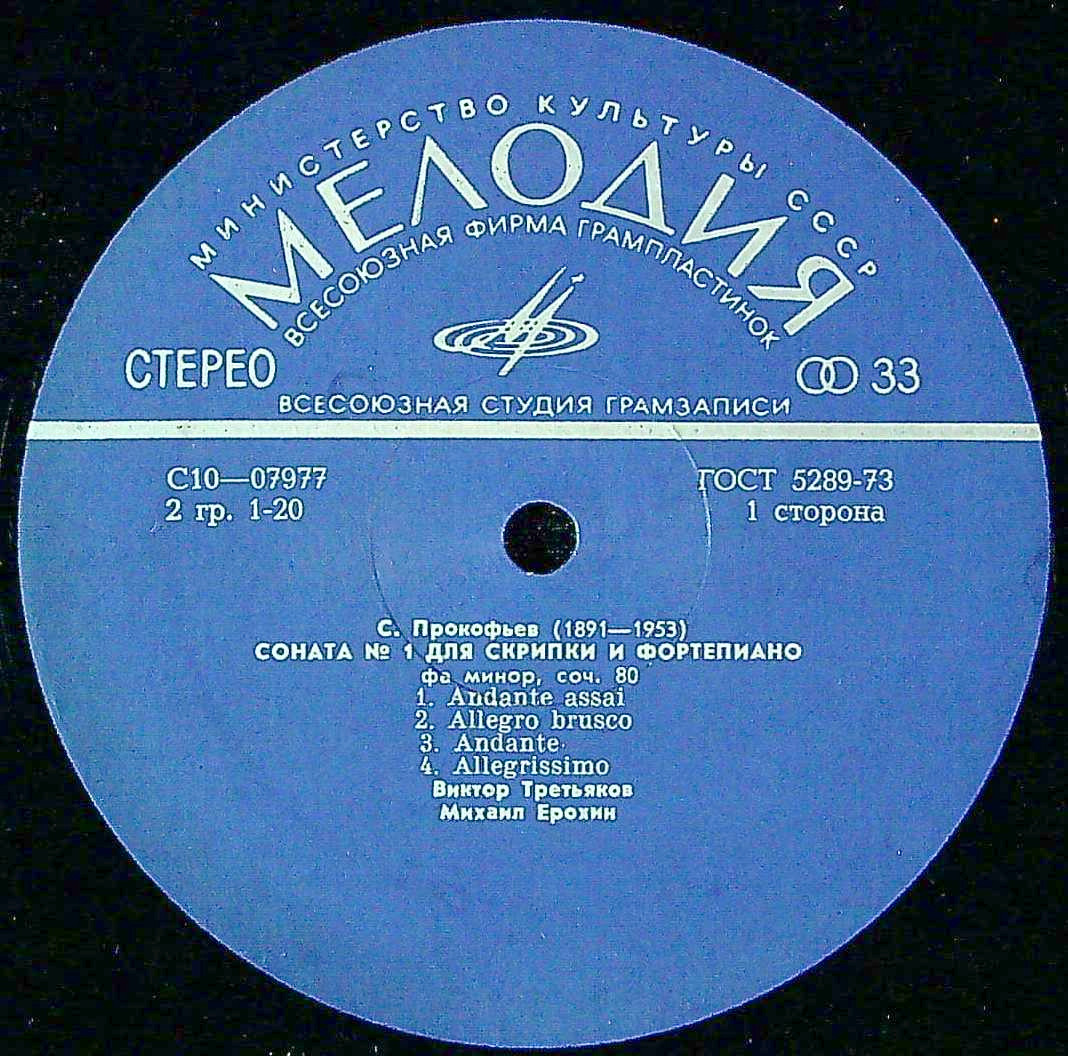 МИНИСТЕРСТВО КУЛЬТУРЫ СССР
МЕЛОДИЯ
ВСЕСОЮЗНАЯ ФИРМА ГРАМПЛАСТИНОК
СТЕРЕО
33
ВСЕСОЮЗНАЯ СТУДИЯ ГРАМЗАПИСИ
С10—07977
ГОСТ 5289-73
2 гр. 1-20
1 сторона
С. Прокофьев (1891—1953)
СОНАТА № 1 ДЛЯ СКРИПКИ И ФОРТЕПИАНО
фа минор, соч. 80
1. Andante assai
2. Allegro brusco
3. Andante
4. Allegrissimo
Виктор Третьяков
Михаил Ерохин